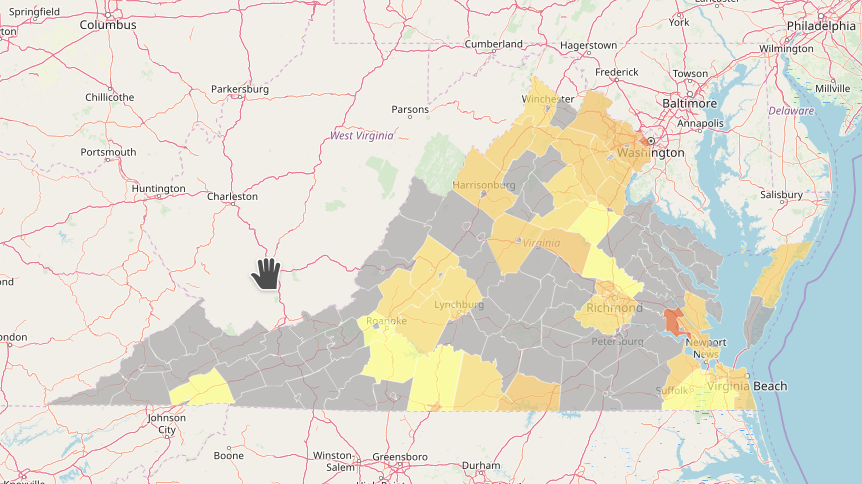 Springfield
Columbus
Lancaster
Philadelphia
York
Cumberland
Hagerstown
Wilmington
Frederick
Towson
Chillicothe
Parkersburg
Parsons
Winchester
Baltimore
Millville
Delaware
Annapolis
West Virginia
Portsmouth
Washington
Huntington
Charleston
Harrisonburg
Salisbury
Virginia
Lynchburg
Richmond
Roanoke
Petersburg
Newport
News
Suffolk
Virginia Beach
Johnson
City
Boone
Winston-
Salem
Greensboro
Durham
Knoxville